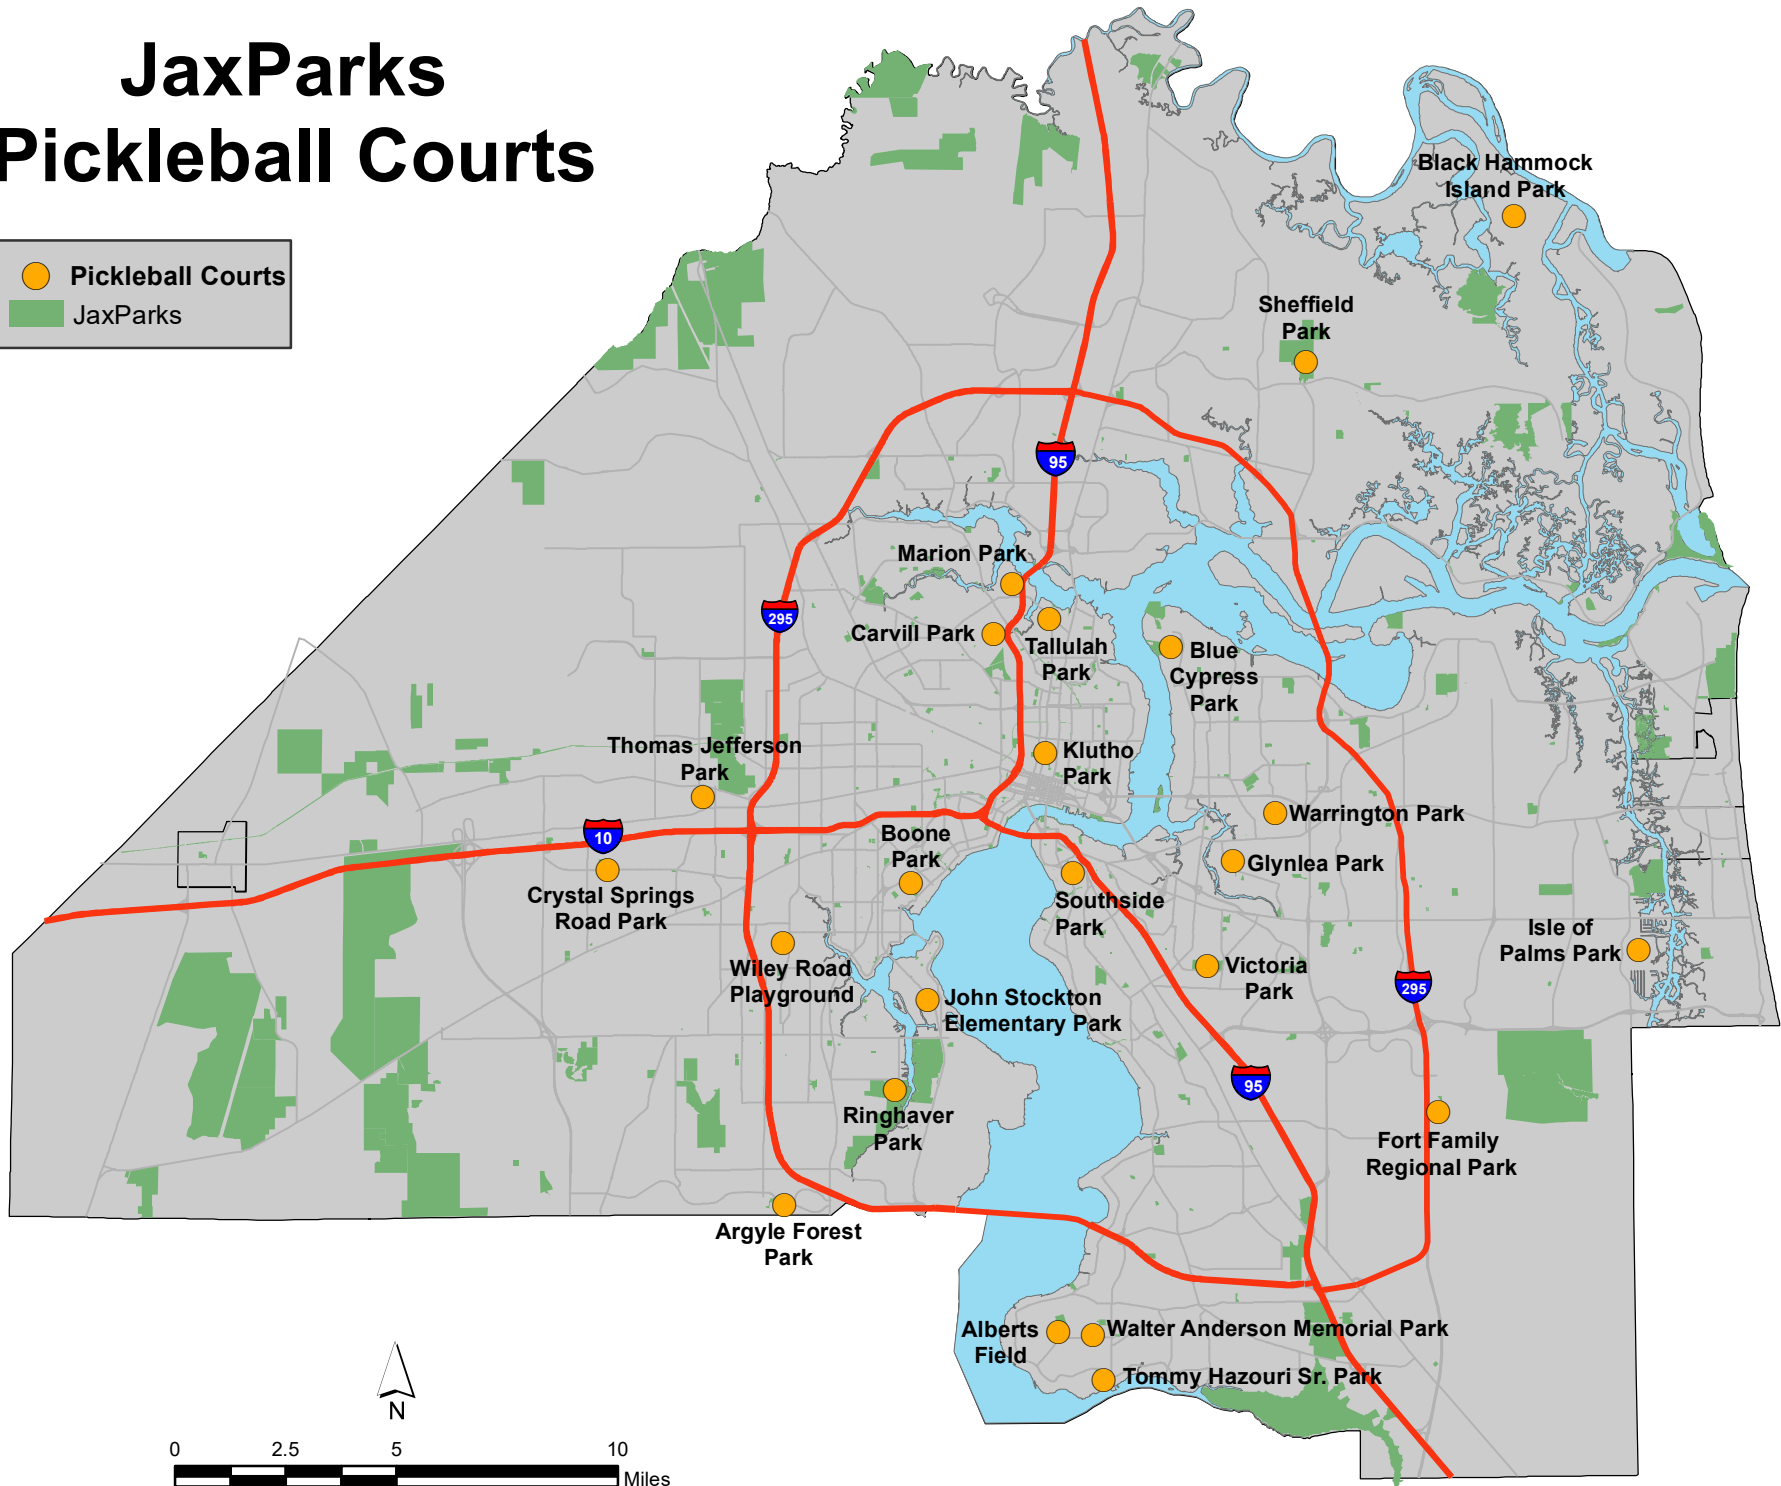 JaxParks
Pickleball Courts
Pickleball Courts
JaxParks
Black Hammock
Island Park
Sheffield
Park
95
Marion Park
295
Carvill Park
Tallulah
Park
Blue
Cypress
Park
Thomas Jefferson
Park
Klutho
Park
Warrington Park
10
Boone
Park
Glynlea Park
Crystal Springs
Road Park
Southside
Park
Isle of
Palms Park
Wiley Road
Playground
Victoria
Park
295
John Stockton
Elementary Park
95
Ringhaver
Park
Fort Family
Regional Park
Argyle Forest
Park
Alberts
Field
Walter Anderson Memorial Park
Tommy Hazouri Sr. Park
N
0 2.5 5 10
Miles